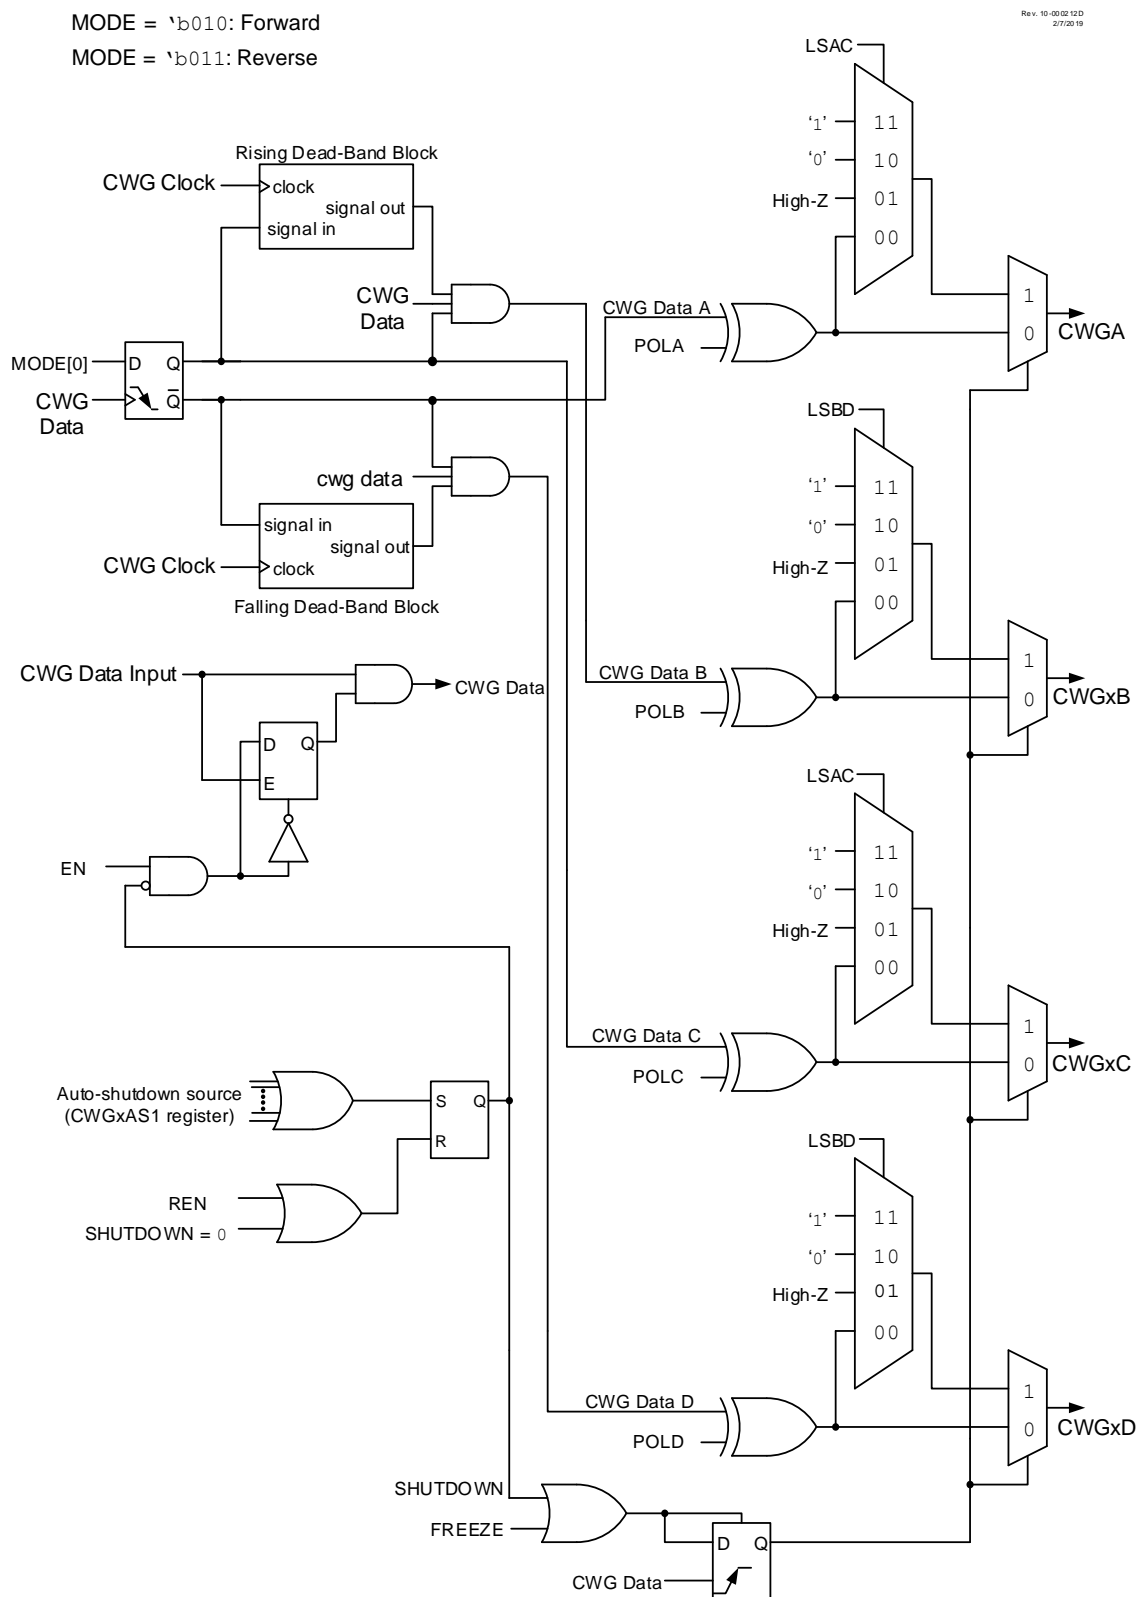 MODE = 'b010: Forward
MODE = 'b011: Reverse
Rev. 10-000212D
2/7/2019
LSAC
'1'
11
'0'
10
High-Z
01
00
1
0
CWGA
Rising Dead-Band Block
CWG Clock
clock
signal out
signal in
CWG
Data
CWG Data A
POLA
MODE[0]
D
Q
CWG
Data
Q
cwg data
signal in
signal out
CWG Clock
clock
Falling Dead-Band Block
LSBD
'1'
11
'0'
10
High-Z
01
00
1
0
CWGxB
CWG Data B
POLB
CWG Data Input
CWG Data
D
Q
E
EN
LSAC
'1'
11
'0'
10
High-Z
01
00
1
0
CWGxC
CWG Data C
POLC
Auto-shutdown source
(CWGxAS1 register)
S
Q
R
REN
SHUTDOWN = 0
LSBD
'1'
11
'0'
10
High-Z
01
00
1
0
CWGxD
CWG Data D
POLD
SHUTDOWN
FREEZE
D
Q
CWG Data